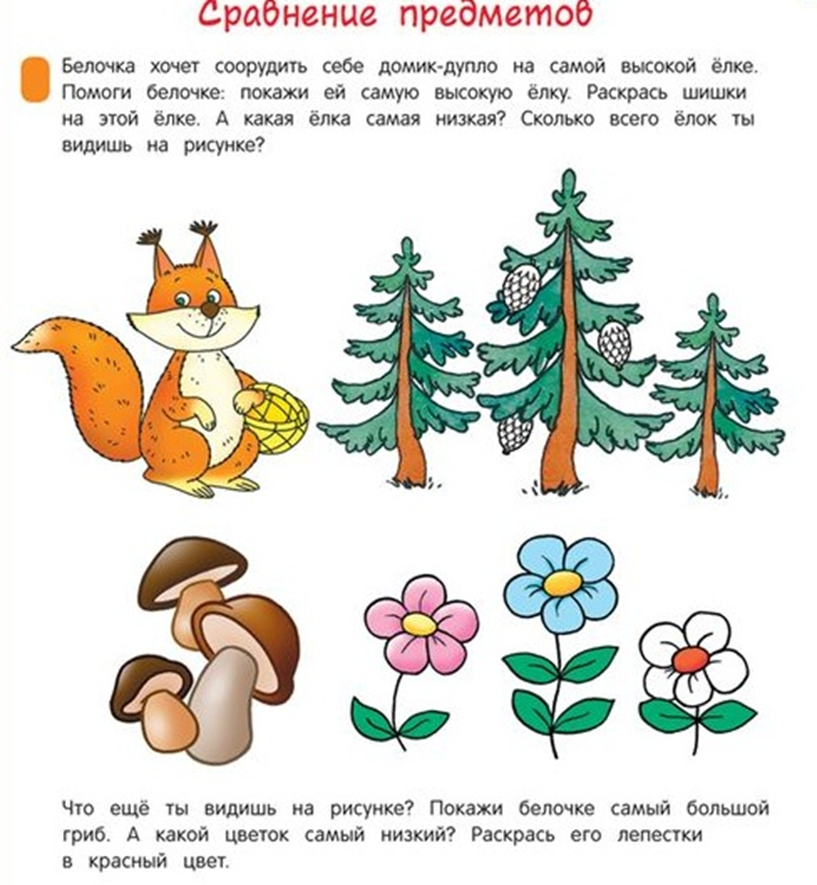 Сравнение предметов
Белочка хочет соорудить себе домик-дупло на самой высокой ёлке.
Помоги белочке: покажи ей самую высокую ёлку. Раскрась шишки
на этой ёлке. А какая ёлка самая низкая? Сколько всего ёлок ты
видишь на рисунке?
Что ещё ты видишь на рисунке? Покажи белочке самый большой
гриб. А какой цветок самый низкий? Раскрась его лепестки
в красный цвет.